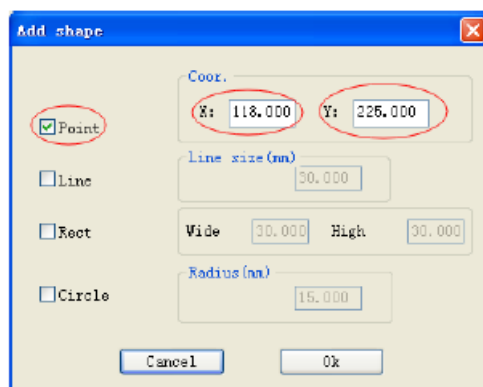 Add shape
Coor.
Point X: 118.000 Y: 225.000
Line size(mm)
Line 30.000
Rect Wide 30.000 High 30.000
Radius(mm)
Circle 15.000
Cancel Ok